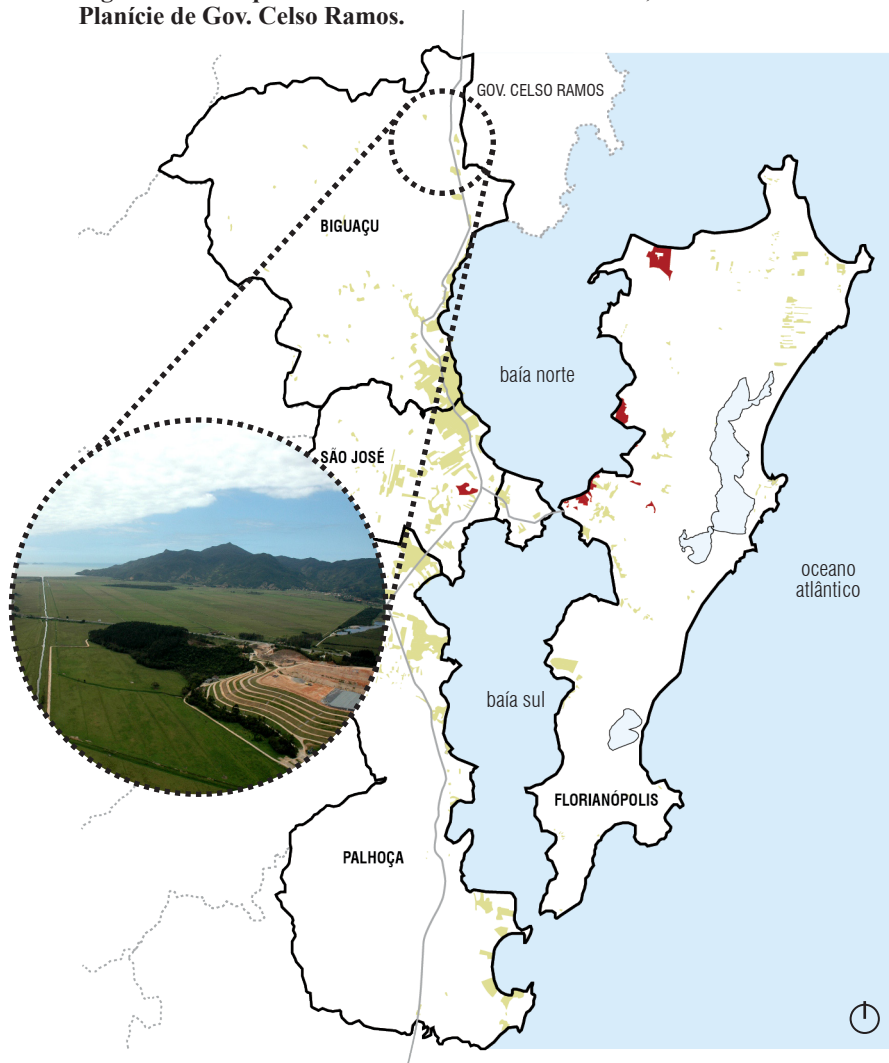 Planície de Gov. Celso Ramos.
GOV. CELSO RAMOS
BIGUAÇU
baía norte
SÃO JOSÉ
oceano
atlântico
baía sul
FLORIANÓPOLIS
PALHOÇA